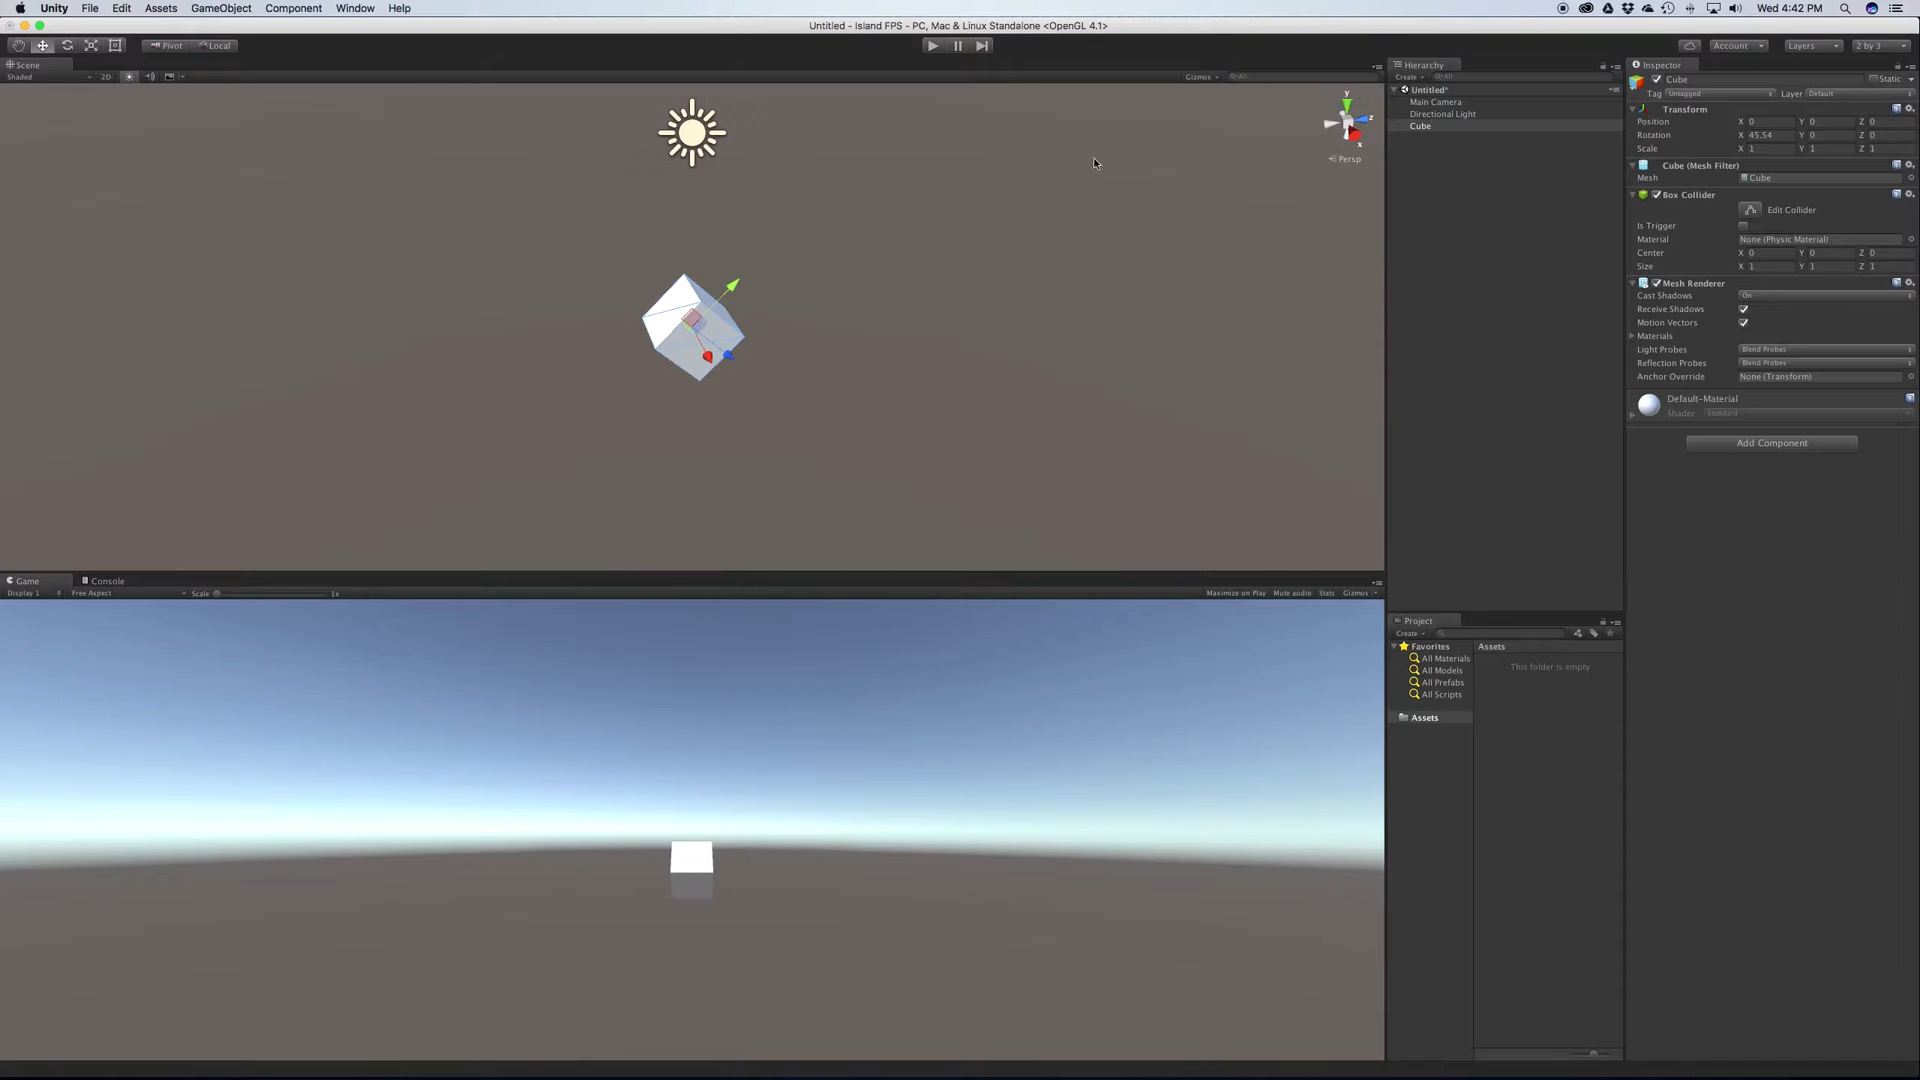 Unity File Edit Assets GameObject Component Window Help Wed 4:42 PM
Untitled - Island FPS - PC, Mac & Linux Standalone <OpenGL 4.1>
Pivot Local Account Layers 2 by 3
Scene
Shaded 2D Gizmos All
y
z
x
Persp
Hierarchy
Create All
Untitled*
Main Camera
Directional Light
Cube
Inspector
Cube Static
Tag Untagged Layer Default
Transform
Position X 0 Y 0 Z 0
Rotation X 45.54 Y 0 Z 0
Scale X 1 Y 1 Z 1
Cube (Mesh Filter)
Mesh Cube
Box Collider
Edit Collider
Is Trigger
Material None (Physic Material)
Center X 0 Y 0 Z 0
Size X 1 Y 1 Z 1
Mesh Renderer
Cast Shadows On
Receive Shadows
Motion Vectors
Materials
Light Probes Blend Probes
Reflection Probes Blend Probes
Anchor Override None (Transform)
Default-Material
Shader Standard
Add Component
Game Console
Display 1 Free Aspect Scale 1x Maximize on Play Mute audio Stats Gizmos
Project
Create
Favorites
All Materials
All Models
All Prefabs
All Scripts
Assets
Assets
This folder is empty